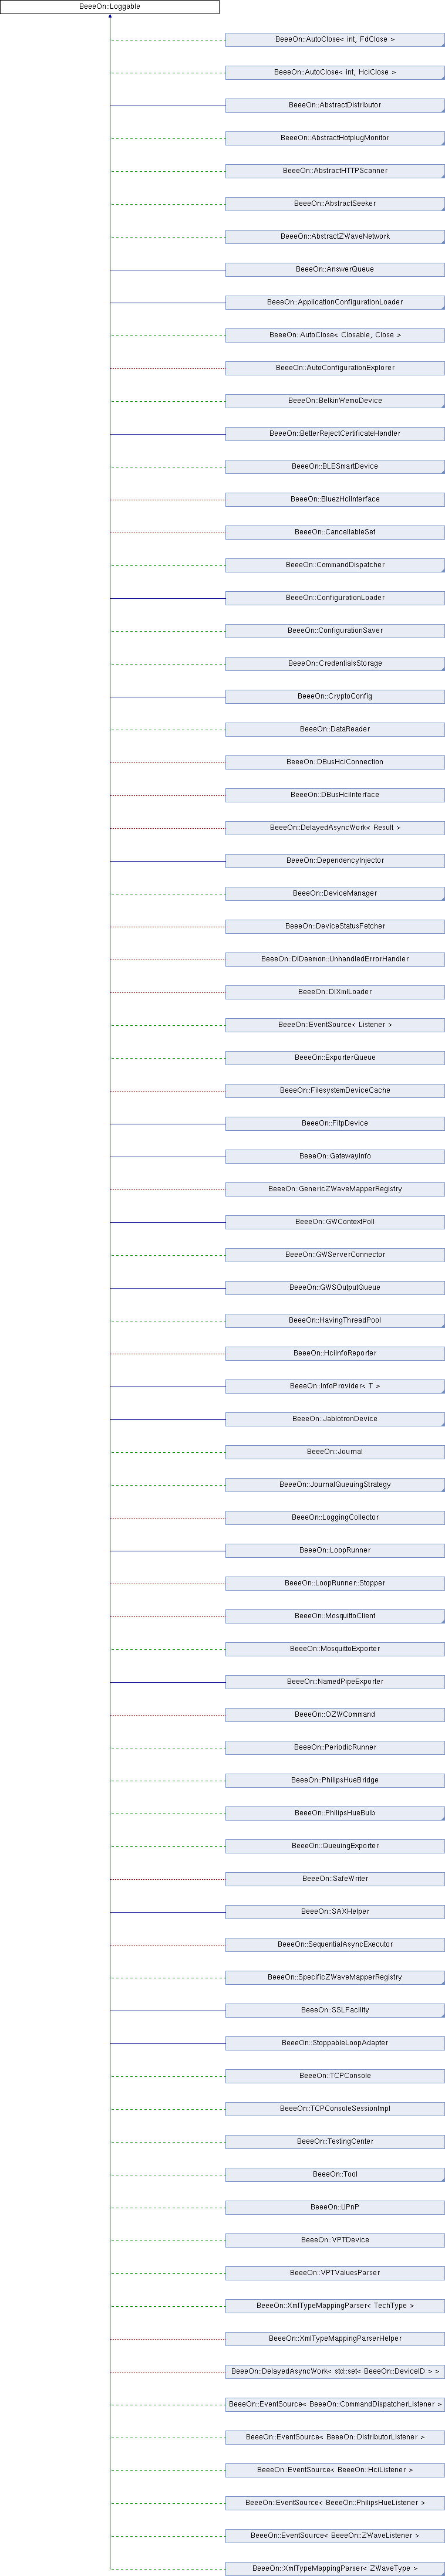 BeeeOn::Loggable
BeeeOn::AutoClose< int, FdClose >
BeeeOn::AutoClose< int, HciClose >
BeeeOn::AbstractDistributor
BeeeOn::AbstractHotplugMonitor
BeeeOn::AbstractHTTPScanner
BeeeOn::AbstractSeeker
BeeeOn::AbstractZWaveNetwork
BeeeOn::AnswerQueue
BeeeOn::ApplicationConfigurationLoader
BeeeOn::AutoClose< Closable, Close >
BeeeOn::AutoConfigurationExplorer
BeeeOn::BelkinWemoDevice
BeeeOn::BetterRejectCertificateHandler
BeeeOn::BLESmartDevice
BeeeOn::BluezHciInterface
BeeeOn::CancellableSet
BeeeOn::CommandDispatcher
BeeeOn::ConfigurationLoader
BeeeOn::ConfigurationSaver
BeeeOn::CredentialsStorage
BeeeOn::CryptoConfig
BeeeOn::DataReader
BeeeOn::DBusHciConnection
BeeeOn::DBusHciInterface
BeeeOn::DelayedAsyncWork< Result >
BeeeOn::DependencyInjector
BeeeOn::DeviceManager
BeeeOn::DeviceStatusFetcher
BeeeOn::DIDaemon::UnhandledErrorHandler
BeeeOn::DIXmlLoader
BeeeOn::EventSource< Listener >
BeeeOn::ExporterQueue
BeeeOn::FilesystemDeviceCache
BeeeOn::FitpDevice
BeeeOn::GatewayInfo
BeeeOn::GenericZWaveMapperRegistry
BeeeOn::GWContextPoll
BeeeOn::GWServerConnector
BeeeOn::GWSOutputQueue
BeeeOn::HavingThreadPool
BeeeOn::HciInfoReporter
BeeeOn::InfoProvider< T >
BeeeOn::JablotronDevice
BeeeOn::Journal
BeeeOn::JournalQueuingStrategy
BeeeOn::LoggingCollector
BeeeOn::LoopRunner
BeeeOn::LoopRunner::Stopper
BeeeOn::MosquittoClient
BeeeOn::MosquittoExporter
BeeeOn::NamedPipeExporter
BeeeOn::OZWCommand
BeeeOn::PeriodicRunner
BeeeOn::PhilipsHueBridge
BeeeOn::PhilipsHueBulb
BeeeOn::QueuingExporter
BeeeOn::SafeWriter
BeeeOn::SAXHelper
BeeeOn::SequentialAsyncExecutor
BeeeOn::SpecificZWaveMapperRegistry
BeeeOn::SSLFacility
BeeeOn::StoppableLoopAdapter
BeeeOn::TCPConsole
BeeeOn::TCPConsoleSessionImpl
BeeeOn::TestingCenter
BeeeOn::Tool
BeeeOn::UPnP
BeeeOn::VPTDevice
BeeeOn::VPTValuesParser
BeeeOn::XmlTypeMappingParser< TechType >
BeeeOn::XmlTypeMappingParserHelper
BeeeOn::DelayedAsyncWork< std::set< BeeeOn::DeviceID > >
BeeeOn::EventSource< BeeeOn::CommandDispatcherListener >
BeeeOn::EventSource< BeeeOn::DistributorListener >
BeeeOn::EventSource< BeeeOn::HciListener >
BeeeOn::EventSource< BeeeOn::PhilipsHueListener >
BeeeOn::EventSource< BeeeOn::ZWaveListener >
BeeeOn::XmlTypeMappingParser< ZWaveType >